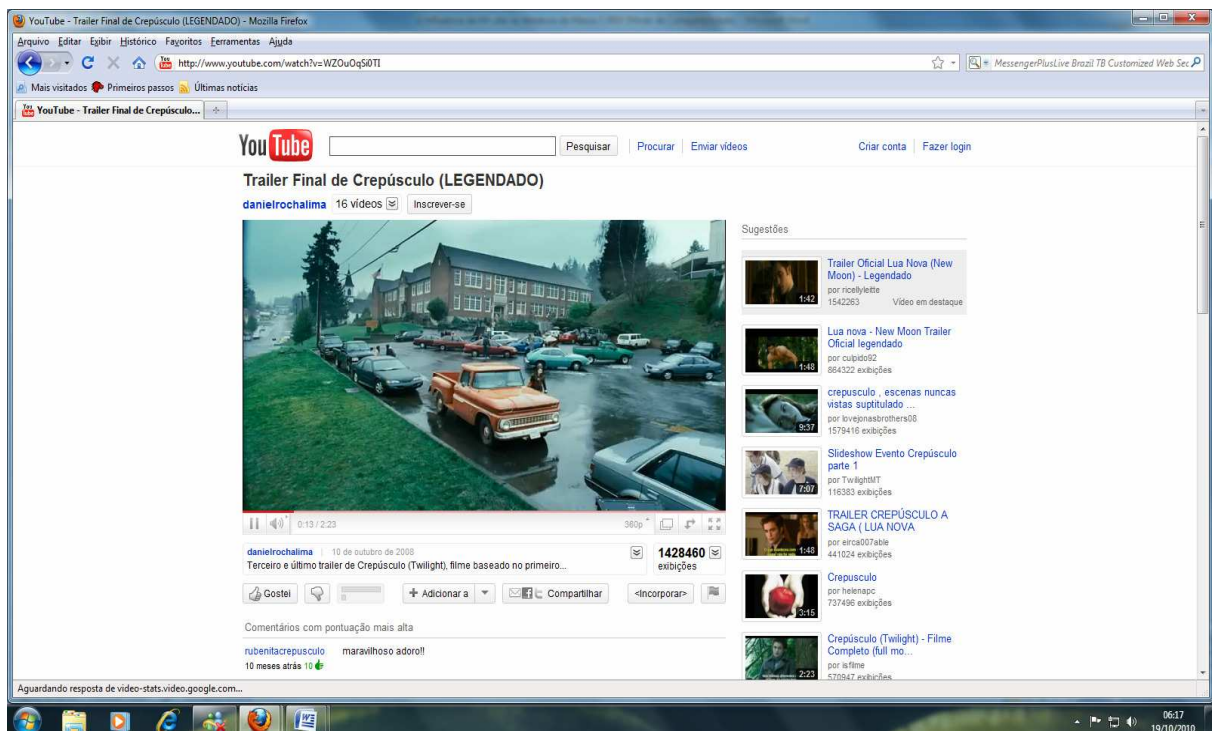 YouTube - Trailer Final de Crepúsculo (LEGENDADO) - Mozilla Firefox
Arquivo Editar Exibir Histórico Favoritos Ferramentas Ajuda
http://www.youtube.com/watch?v=WZOuOqSi0TI
MessengerPlusLive Brazil TB Customized Web Sec
Mais visitados Primeiros passos Últimas notícias
YouTube - Trailer Final de Crepúsculo...
YouTube Pesquisar Procurar Enviar vídeos Criar conta Fazer login
Trailer Final de Crepúsculo (LEGENDADO)
danielrochalima 16 vídeos Inscrever-se
0:13 / 2:23 360p
danielrochalima 10 de outubro de 2008
Terceiro e último trailer de Crepúsculo (Twilight), filme baseado no primeiro...
1428460
exibições
Gostei Adicionar a Compartilhar <Incorporar>
Comentários com pontuação mais alta
rubenitacrepusculo maravilhoso adoro!!
10 meses atrás 10
Sugestões
1:42
Trailer Oficial Lua Nova (New
Moon) - Legendado
por ricellylette
1542263 Vídeo em destaque
1:48
Lua nova - New Moon Trailer
Oficial legendado
por culpido92
864322 exibições
9:37
crepusculo , escenas nuncas
vistas suptitulado ...
por lovejonasbrothers08
1579416 exibições
7:07
Slideshow Evento Crepúsculo
parte 1
por TwilightMT
116383 exibições
1:48
TRAILER CREPÚSCULO A
SAGA ( LUA NOVA
por eirca007able
441024 exibições
3:15
Crepusculo
por helenapc
737496 exibições
2:23
Crepúsculo (Twilight) - Filme
Completo (full mo...
por isfilme
570947 exibições
Aguardando resposta de video-stats.video.google.com...
06:17
19/10/2010